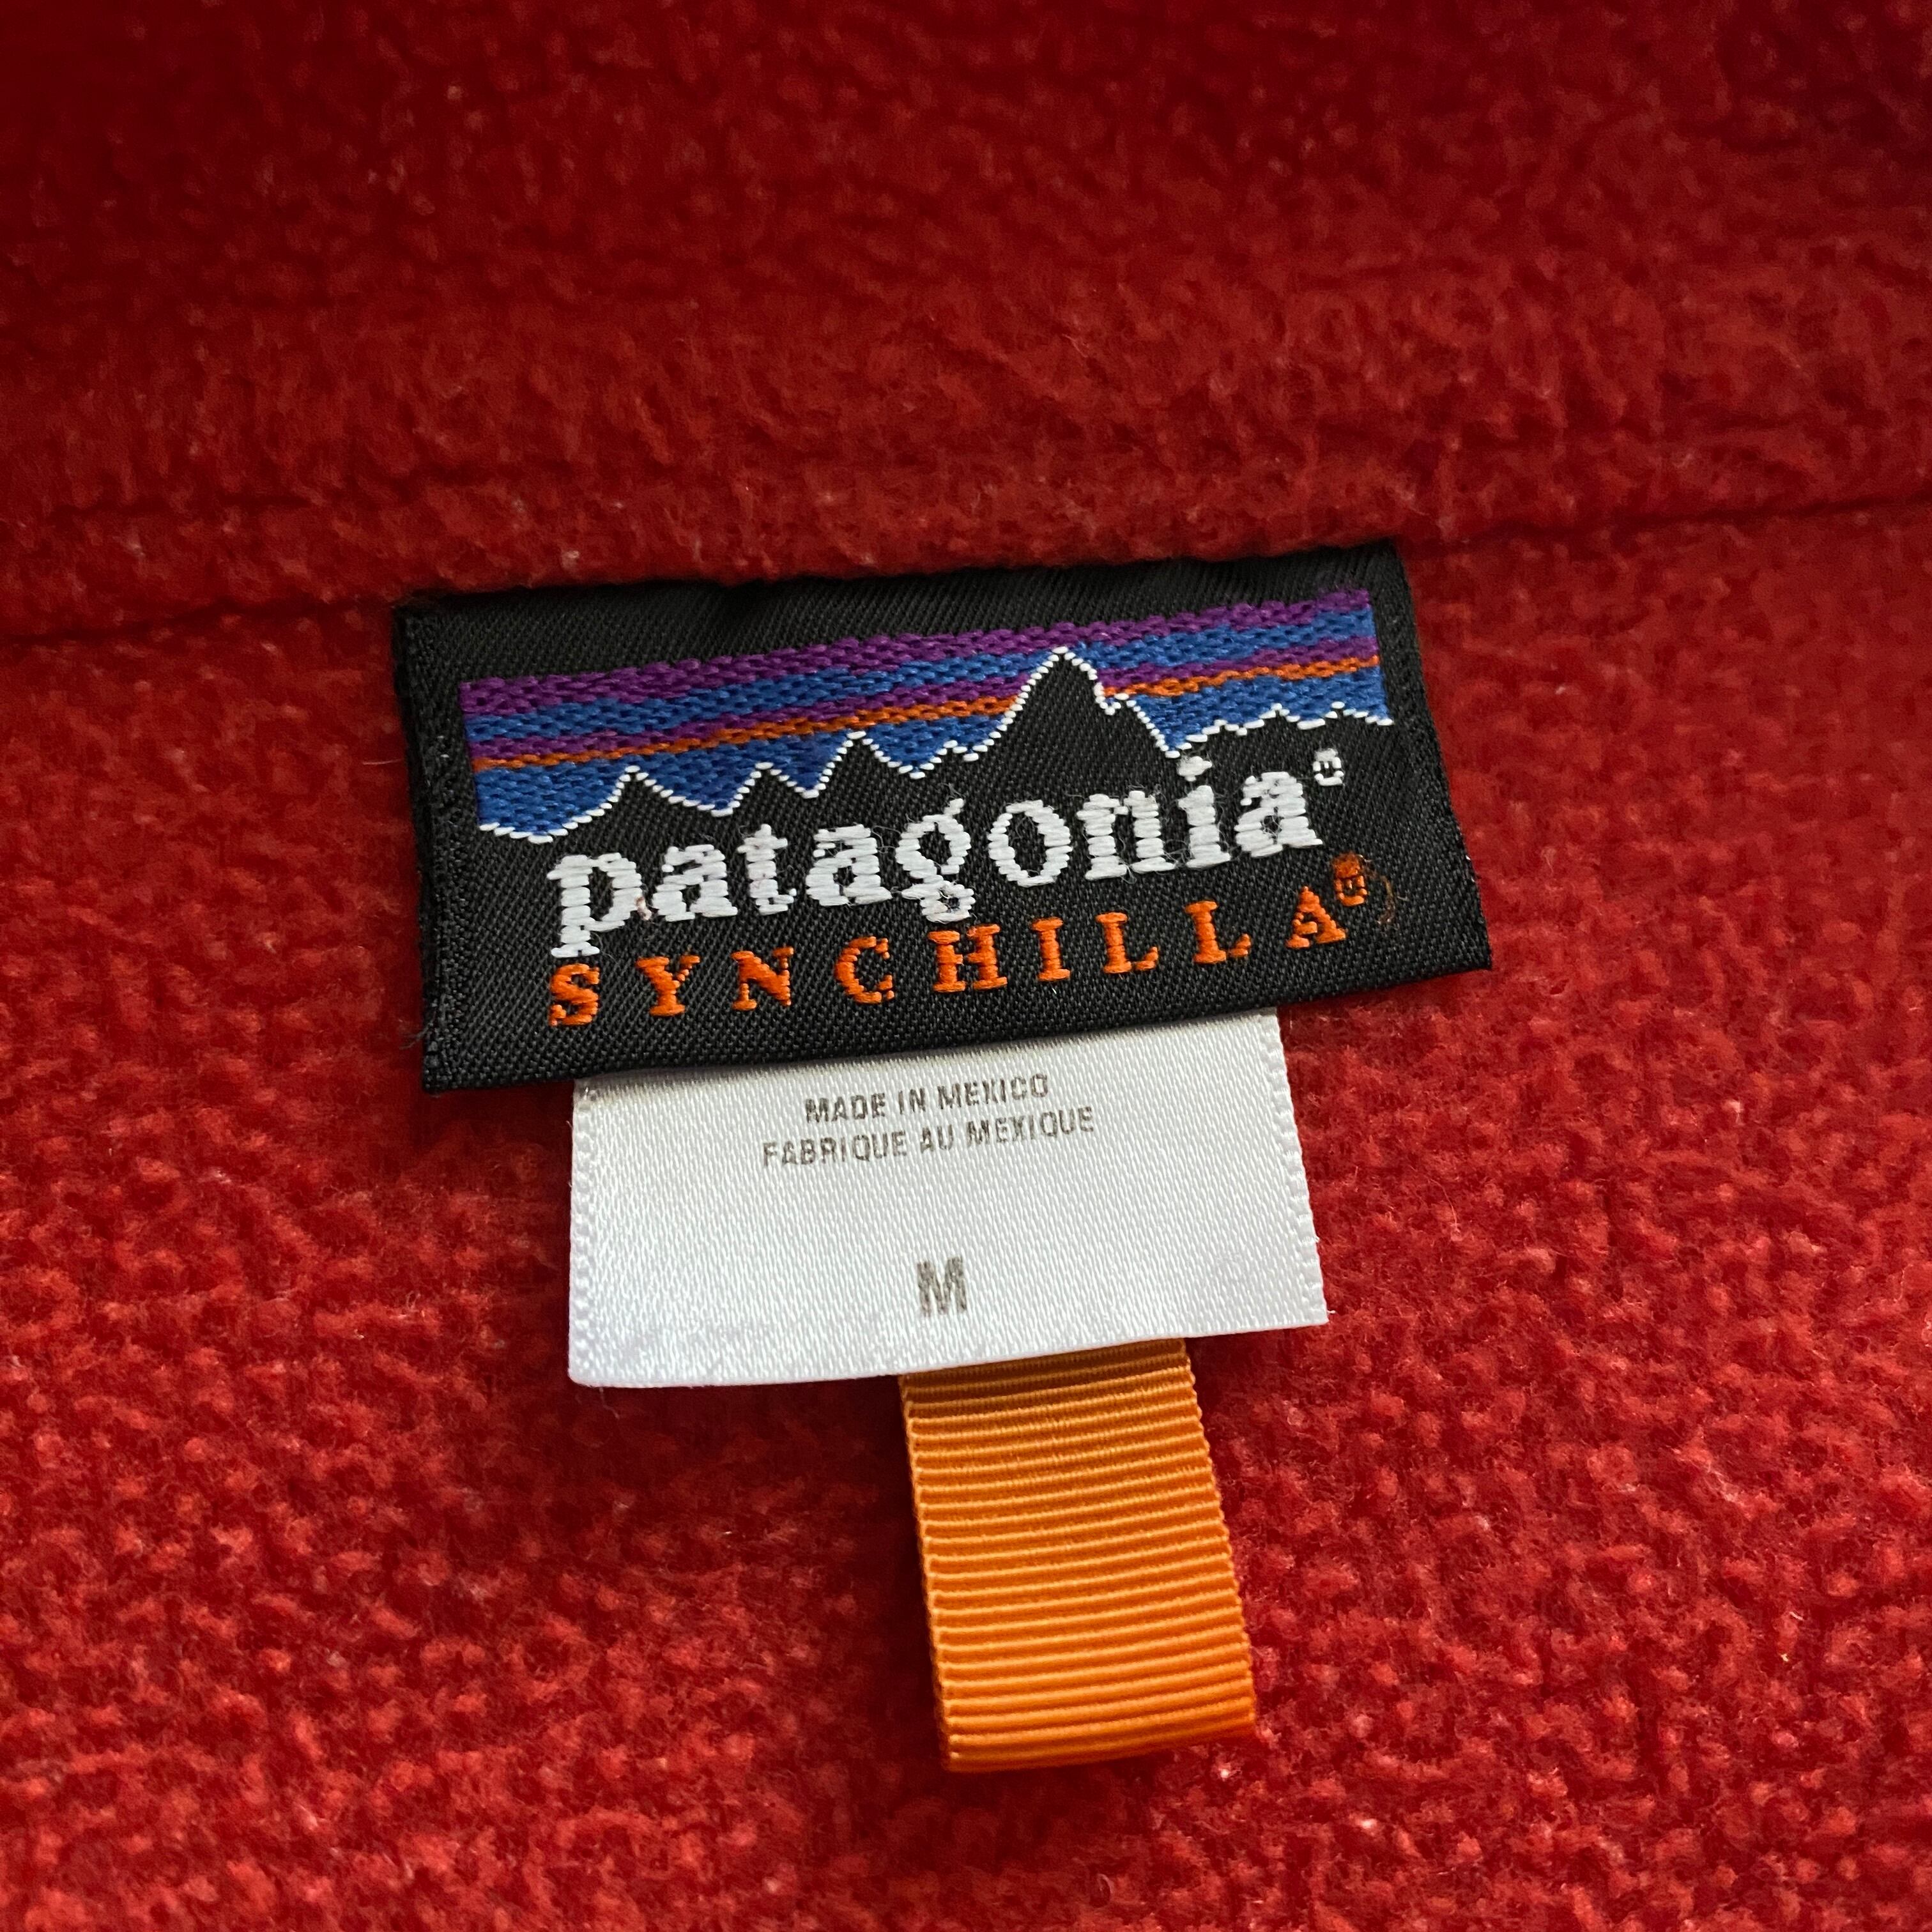 patagonia®
SYNCHILLA®
MADE IN MEXICO
FABRIQUE AU MEXIQUE
M